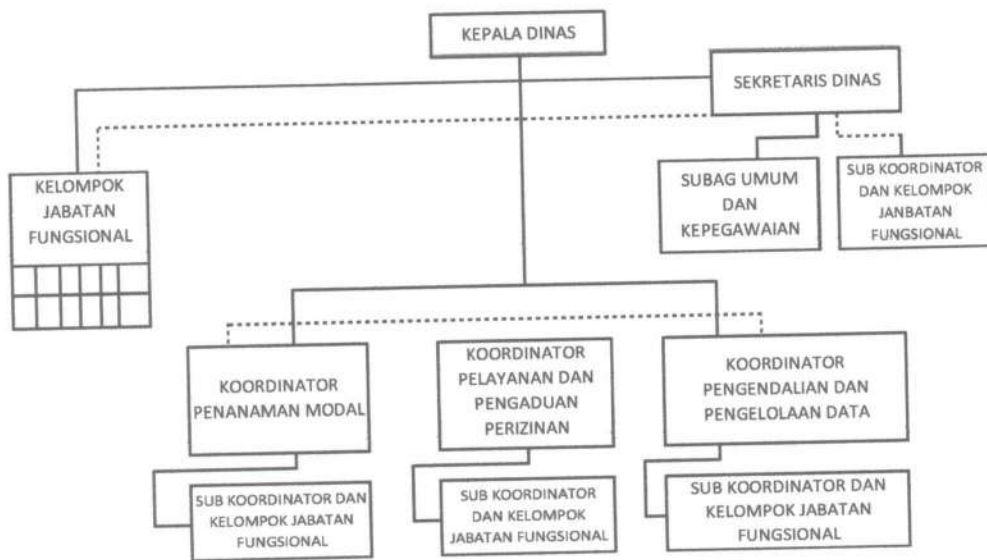 KEPALA DINAS
SEKRETARIS DINAS
KELOMPOK
JABATAN
FUNGSIONAL
SUBAG UMUM
DAN
KEPEGAWAIAN
SUB KOORDINATOR
DAN KELOMPOK
JANBATAN
FUNGSIONAL
KOORDINATOR
PENANAMAN MODAL
KOORDINATOR
PELAYANAN DAN
PENGADUAN
PERIZINAN
KOORDINATOR
PENGENDALIAN DAN
PENGELOLAAN DATA
SUB KOORDINATOR DAN
KELOMPOK JABATAN
FUNGSIONAL
SUB KOORDINATOR
DAN KELOMPOK
JABATAN FUNGSIONAL
SUB KOORDINATOR DAN
KELOMPOK JABATAN
FUNGSIONAL